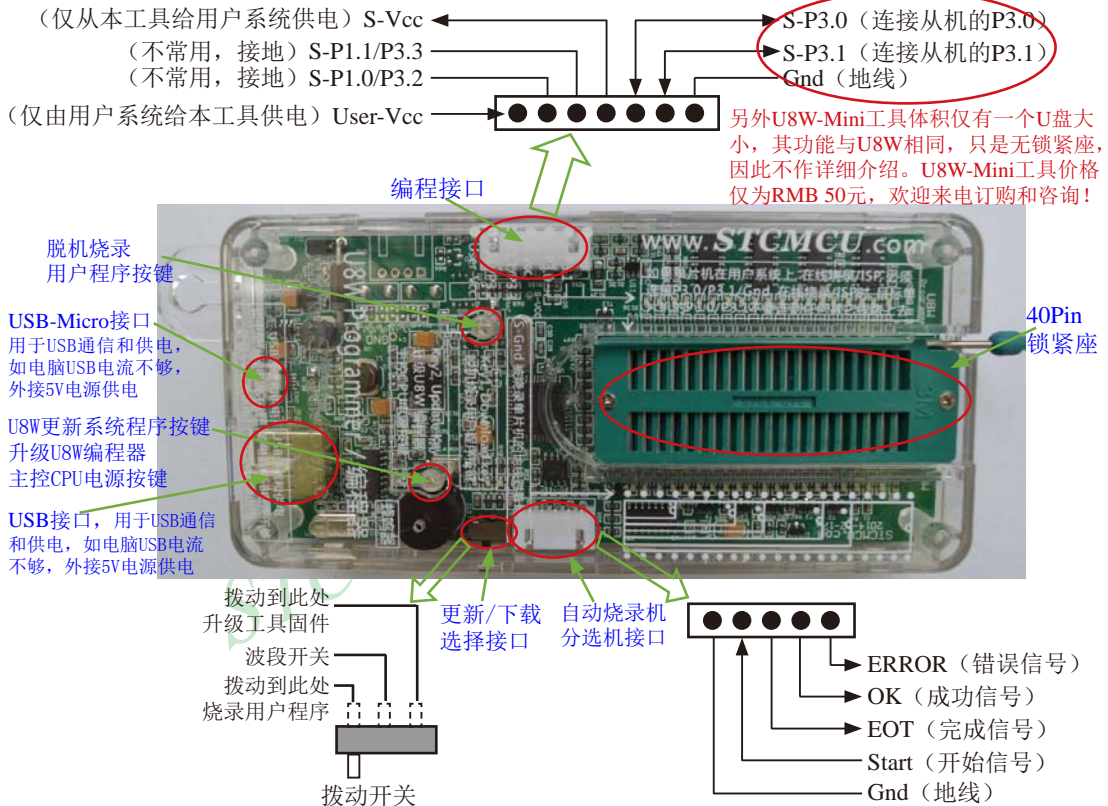 （仅从本工具给用户系统供电）S-Vcc
（不常用，接地）S-P1.1/P3.3
（不常用，接地）S-P1.0/P3.2
（仅由用户系统给本工具供电）User-Vcc
S-P3.0（连接从机的P3.0）
S-P3.1（连接从机的P3.1）
Gnd（地线）
另外U8W-Mini工具体积仅有一个U盘大
小，其功能与U8W相同，只是无锁紧座，
因此不作详细介绍。U8W-Mini工具价格
仅为RMB 50元，欢迎来电订购和咨询！
编程接口
脱机烧录
用户程序按键
USB-Micro接口
用于USB通信和供电，
如电脑USB电流不够，
外接5V电源供电
U8W更新系统程序按键
升级U8W编程器
主控CPU电源按键
USB接口，用于USB通信
和供电，如电脑USB电流
不够，外接5V电源供电
www.STCMCU.com
U8W Programmer
S-Gnd
40Pin
锁紧座
STC
拨动到此处
升级工具固件
波段开关
拨动到此处
烧录用户程序
拨动开关
更新/下载
选择接口
自动烧录机
分选机接口
ERROR（错误信号）
OK（成功信号）
EOT（完成信号）
Start（开始信号）
Gnd（地线）